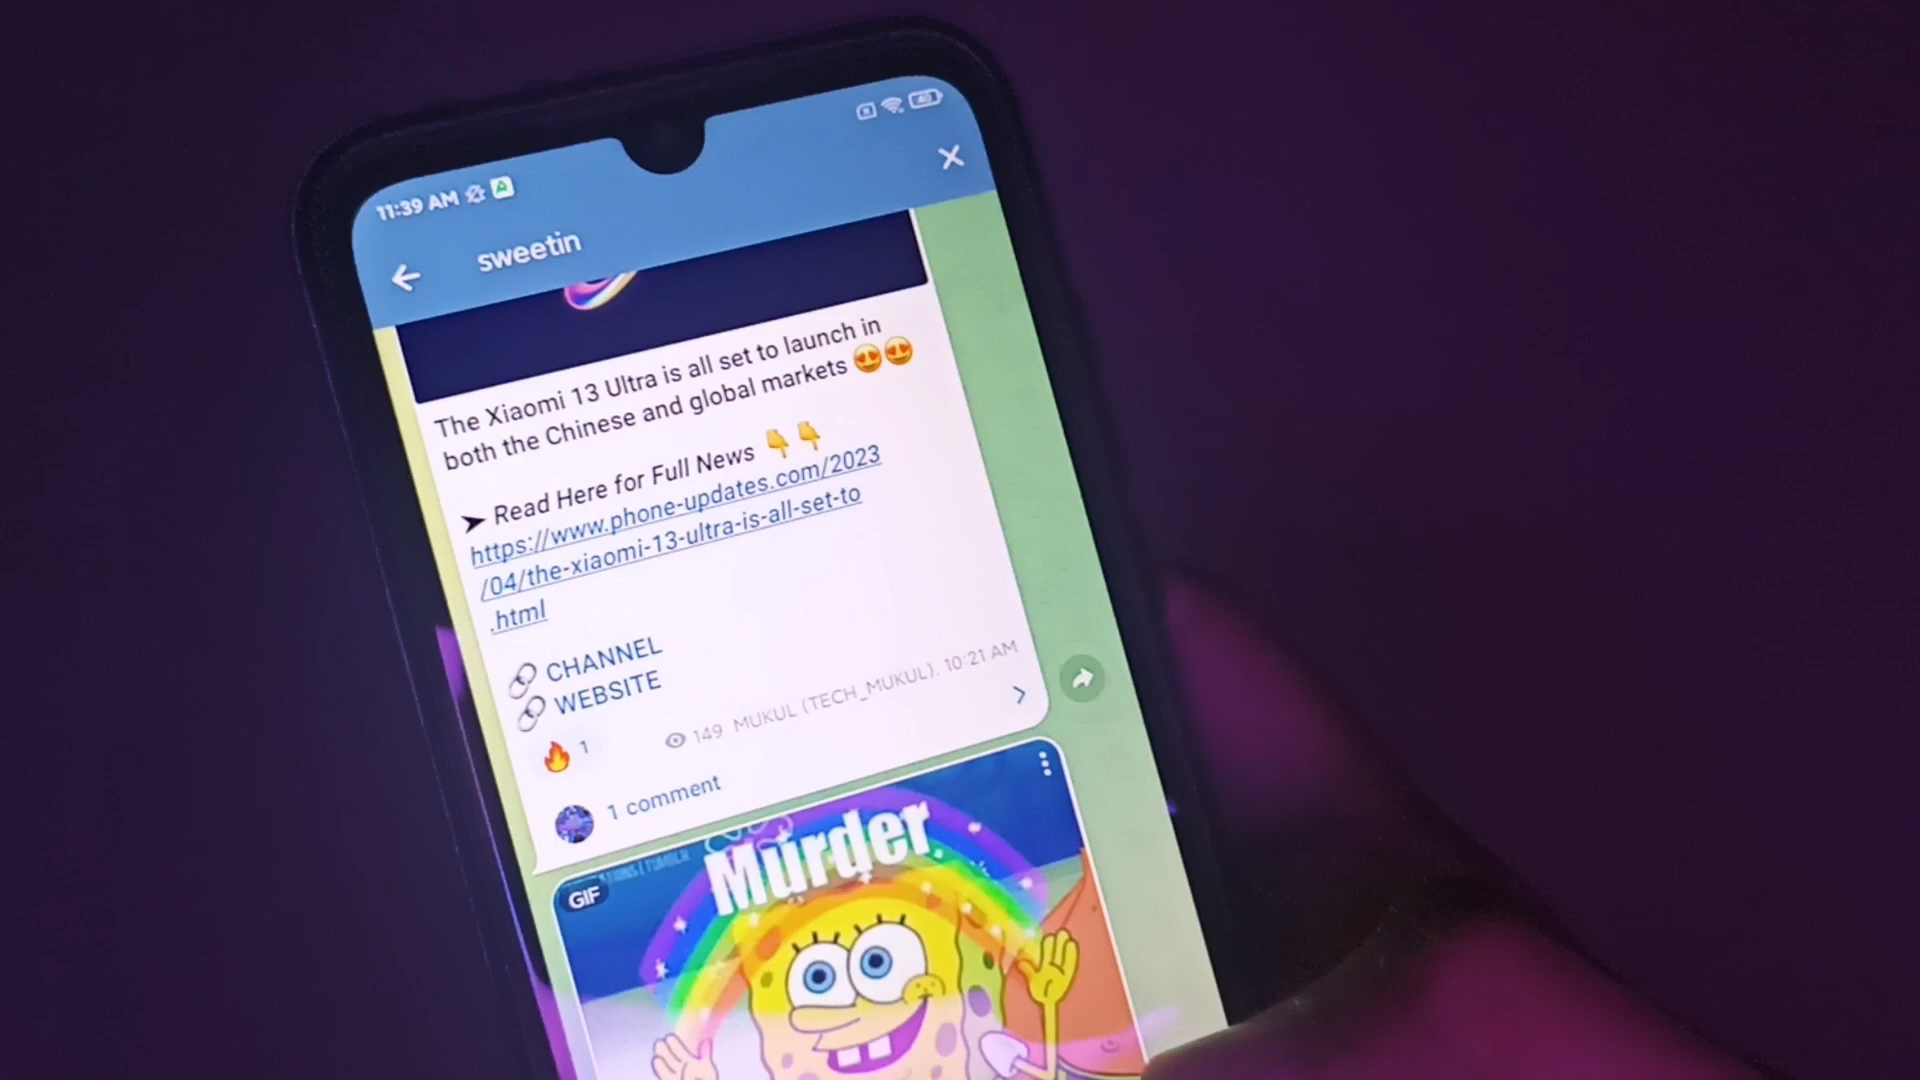 11:39 AM
40
sweetin
The Xiaomi 13 Ultra is all set to launch in
both the Chinese and global markets 😍😍
➤ Read Here for Full News 👇👇
https://www.phone-updates.com/2023
/04/the-xiaomi-13-ultra-is-all-set-to
.html
🔗 CHANNEL
🔗 WEBSITE
🔥 1
149 MUKUL (TECH_MUKUL), 10:21 AM
1 comment
GIF
Murder